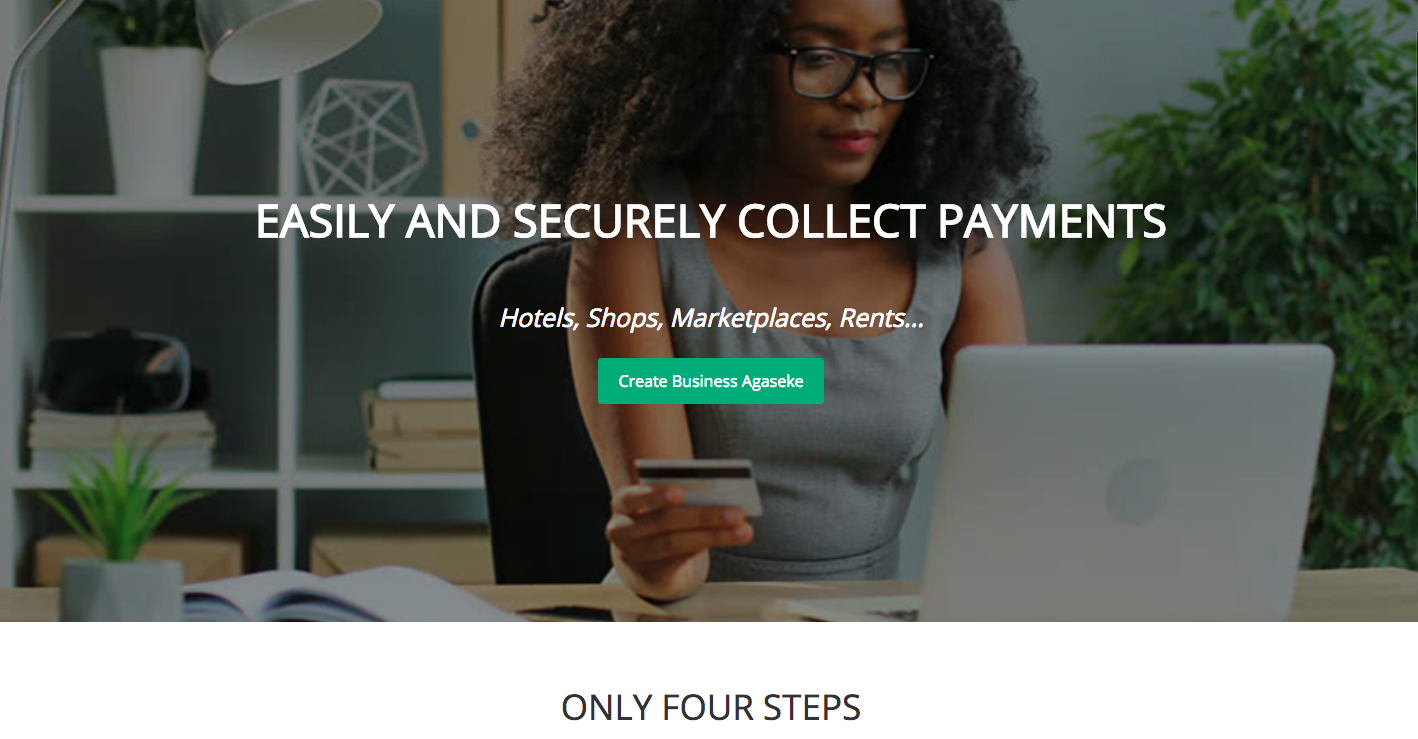 EASILY AND SECURELY COLLECT PAYMENTS
Hotels, Shops, Marketplaces, Rents...
Create Business Agaseke
ONLY FOUR STEPS